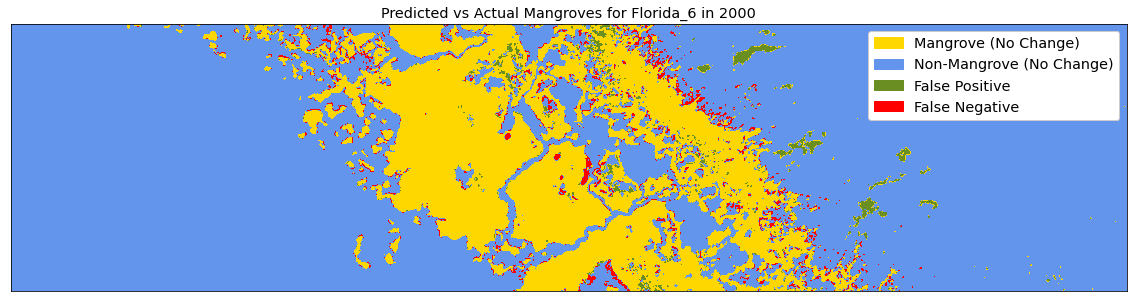 Predicted vs Actual Mangroves for Florida_6 in 2000
Mangrove (No Change)
Non-Mangrove (No Change)
False Positive
False Negative